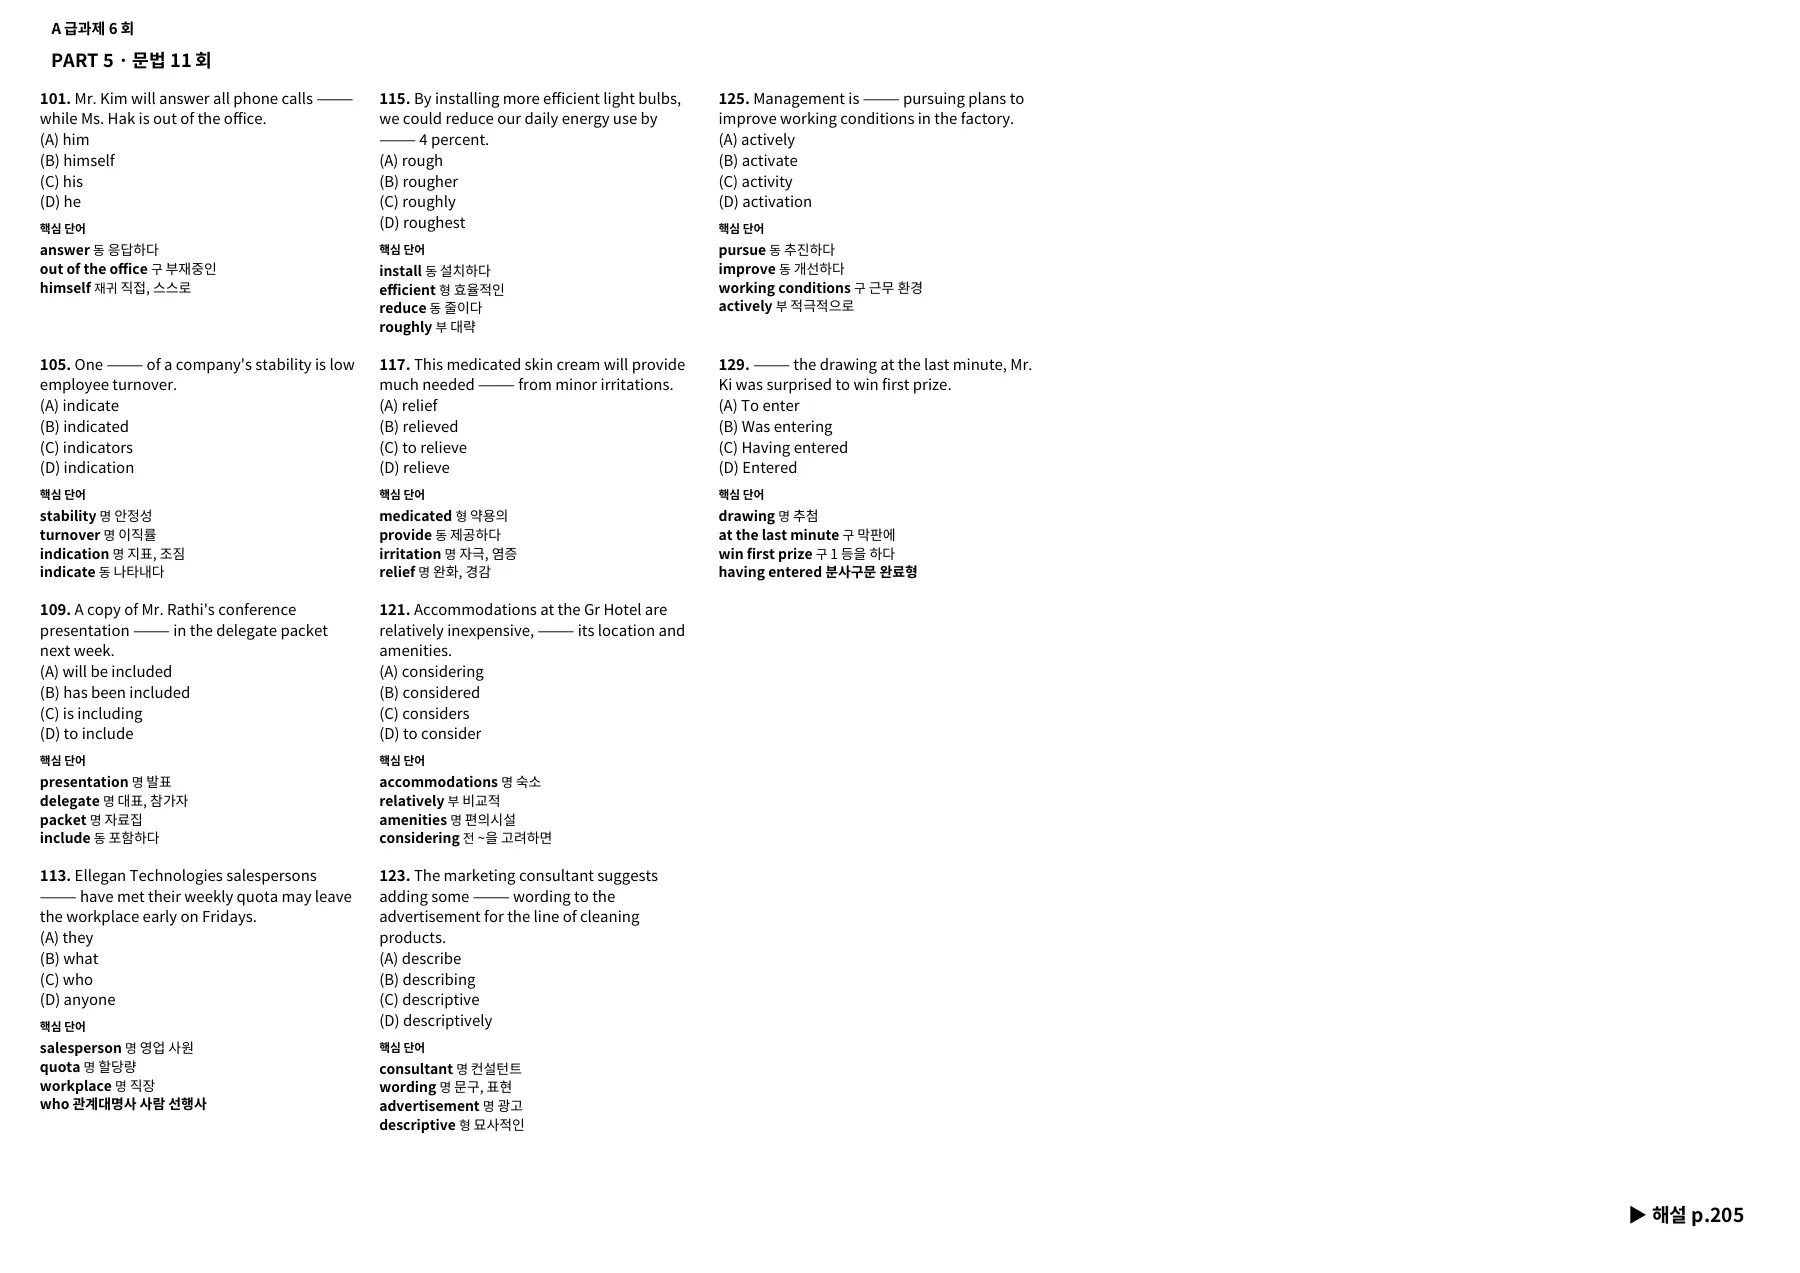 A 급과제 6 회
PART 5 · 문법 11 회
101. Mr. Kim will answer all phone calls ——
while Ms. Hak is out of the office.
(A) him
(B) himself
(C) his
(D) he
핵심 단어
answer 동 응답하다
out of the office 구 부재중인
himself 재귀 직접, 스스로
105. One —— of a company's stability is low
employee turnover.
(A) indicate
(B) indicated
(C) indicators
(D) indication
핵심 단어
stability 명 안정성
turnover 명 이직률
indication 명 지표, 조짐
indicate 동 나타내다
109. A copy of Mr. Rathi's conference
presentation —— in the delegate packet
next week.
(A) will be included
(B) has been included
(C) is including
(D) to include
핵심 단어
presentation 명 발표
delegate 명 대표, 참가자
packet 명 자료집
include 동 포함하다
113. Ellegan Technologies salespersons
—— have met their weekly quota may leave
the workplace early on Fridays.
(A) they
(B) what
(C) who
(D) anyone
핵심 단어
salesperson 명 영업 사원
quota 명 할당량
workplace 명 직장
who 관계대명사 사람 선행사
115. By installing more efficient light bulbs,
we could reduce our daily energy use by
—— 4 percent.
(A) rough
(B) rougher
(C) roughly
(D) roughest
핵심 단어
install 동 설치하다
efficient 형 효율적인
reduce 동 줄이다
roughly 부 대략
117. This medicated skin cream will provide
much needed —— from minor irritations.
(A) relief
(B) relieved
(C) to relieve
(D) relieve
핵심 단어
medicated 형 약용의
provide 동 제공하다
irritation 명 자극, 염증
relief 명 완화, 경감
121. Accommodations at the Gr Hotel are
relatively inexpensive, —— its location and
amenities.
(A) considering
(B) considered
(C) considers
(D) to consider
핵심 단어
accommodations 명 숙소
relatively 부 비교적
amenities 명 편의시설
considering 전 ~을 고려하면
123. The marketing consultant suggests
adding some —— wording to the
advertisement for the line of cleaning
products.
(A) describe
(B) describing
(C) descriptive
(D) descriptively
핵심 단어
consultant 명 컨설턴트
wording 명 문구, 표현
advertisement 명 광고
descriptive 형 묘사적인
125. Management is —— pursuing plans to
improve working conditions in the factory.
(A) actively
(B) activate
(C) activity
(D) activation
핵심 단어
pursue 동 추진하다
improve 동 개선하다
working conditions 구 근무 환경
actively 부 적극적으로
129. —— the drawing at the last minute, Mr.
Ki was surprised to win first prize.
(A) To enter
(B) Was entering
(C) Having entered
(D) Entered
핵심 단어
drawing 명 추첨
at the last minute 구 막판에
win first prize 구 1 등을 하다
having entered 분사구문 완료형
▶ 해설 p.205